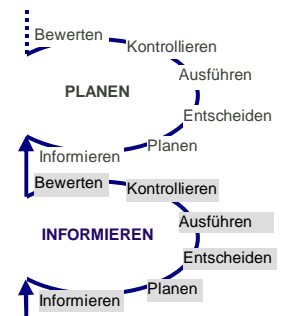 Bewerten
Kontrollieren
Ausführen
PLANEN
Entscheiden
Planen
Informieren
Bewerten
Kontrollieren
Ausführen
INFORMIEREN
Entscheiden
Planen
Informieren